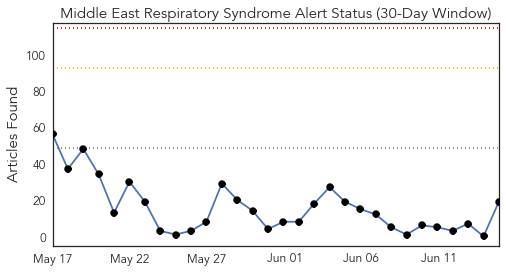 Middle East Respiratory Syndrome Alert Status (30-Day Window)
Articles Found
100
80
60
40
20
0
May 17 May 22 May 27 Jun 01 Jun 06 Jun 11